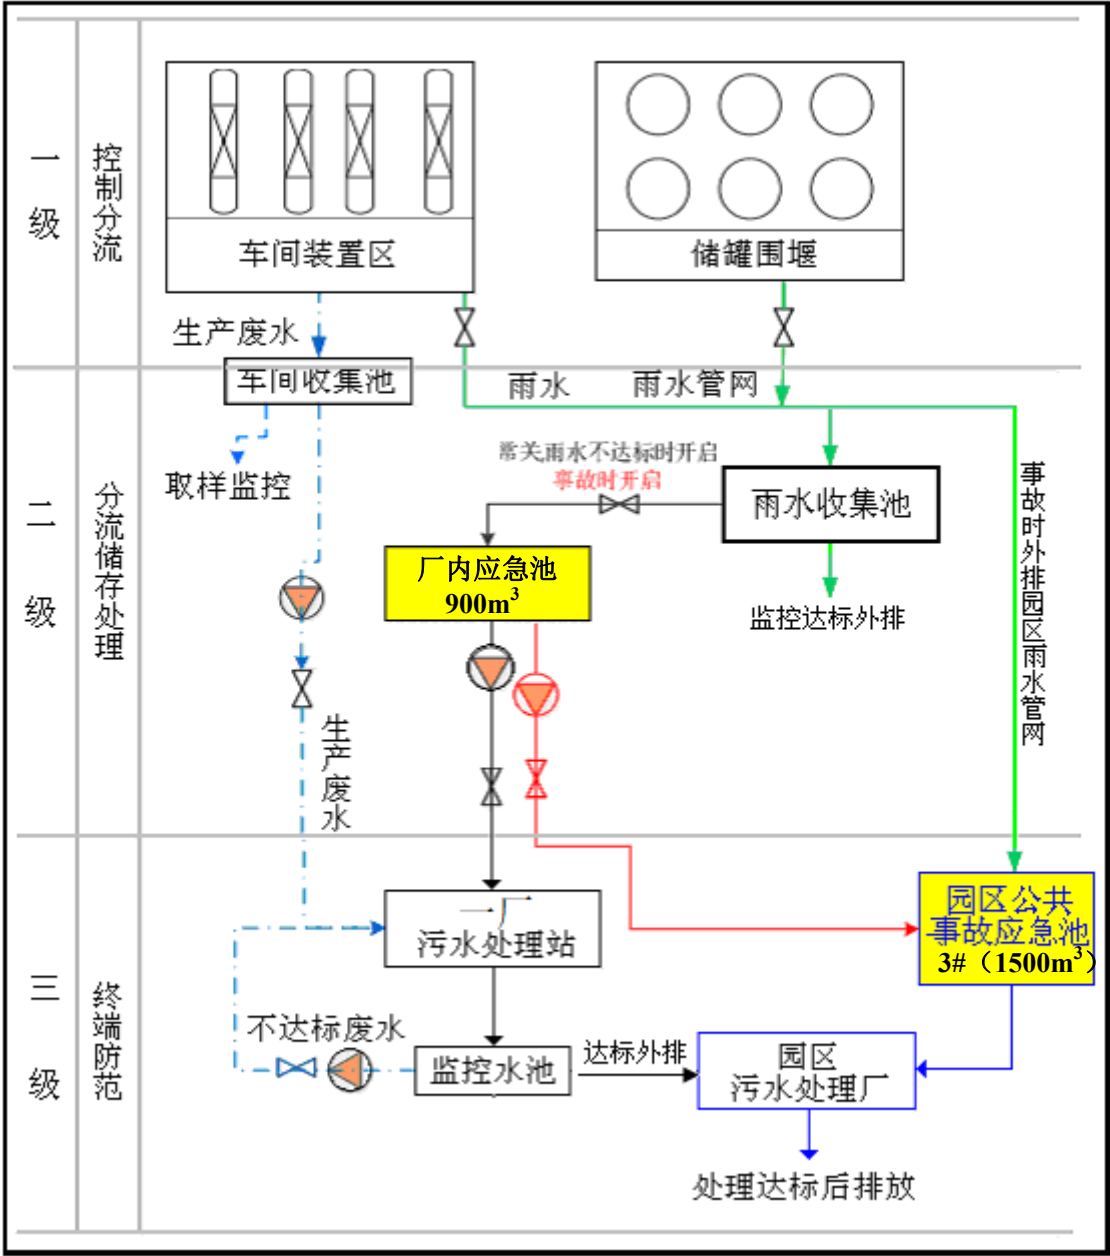 一级
控制分流
车间装置区
储罐围堰
生产废水
车间收集池
雨水
雨水管网
取样监控
常关,雨水不达标时开启
事故时开启
雨水收集池
事故时外排园区雨水管网
二级
分流储存处理
厂内应急池
900m³
监控达标外排
生产废水
三级
终端防范
一厂
污水处理站
园区公共
事故应急池
3#（1500m³）
不达标废水
监控水池
达标外排
园区
污水处理厂
处理达标后排放